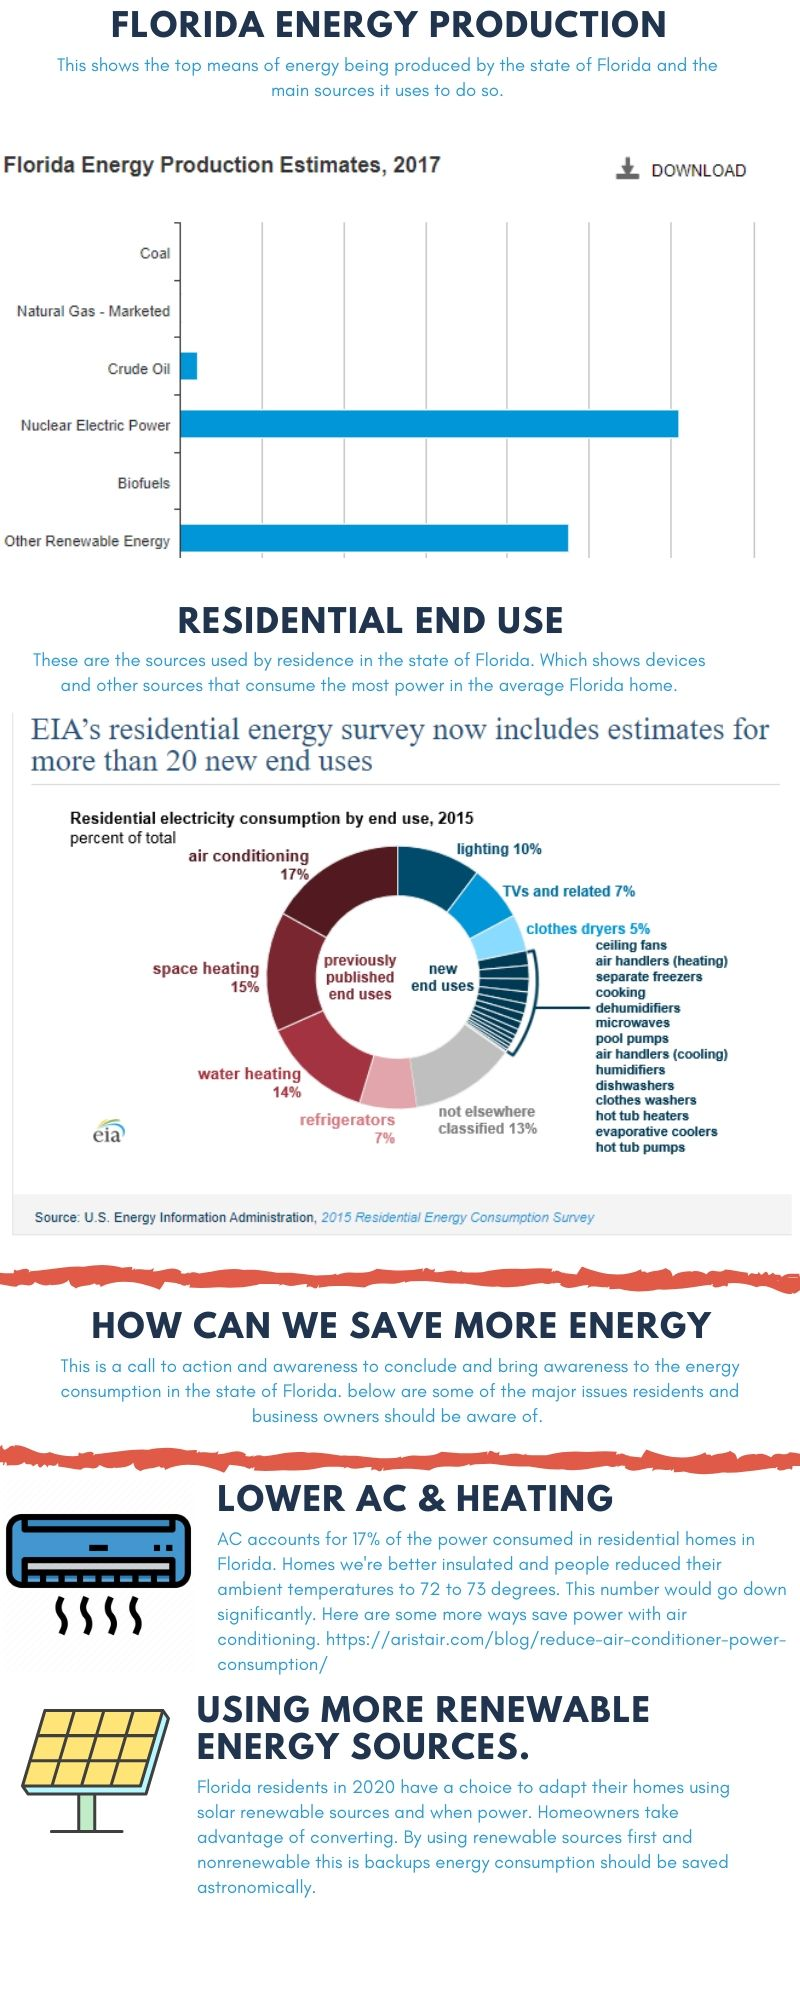 FLORIDA ENERGY PRODUCTION
This shows the top means of energy being produced by the state of Florida and the
main sources it uses to do so.
Florida Energy Production Estimates, 2017
DOWNLOAD
Coal
Natural Gas - Marketed
Crude Oil
Nuclear Electric Power
Biofuels
Other Renewable Energy
RESIDENTIAL END USE
These are the sources used by residence in the state of Florida. Which shows devices
and other sources that consume the most power in the average Florida home.
EIA's residential energy survey now includes estimates for
more than 20 new end uses
Residential electricity consumption by end use, 2015
percent of total
air conditioning
17%
lighting 10%
TVs and related 7%
clothes dryers 5%
ceiling fans
air handlers (heating)
separate freezers
cooking
dehumidifiers
microwaves
pool pumps
air handlers (cooling)
humidifiers
dishwashers
clothes washers
hot tub heaters
evaporative coolers
hot tub pumps
space heating
15%
previously
published
end uses
new
end uses
water heating
14%
refrigerators
7%
not elsewhere
classified 13%
eia
Source: U.S. Energy Information Administration, 2015 Residential Energy Consumption Survey
HOW CAN WE SAVE MORE ENERGY
This is a call to action and awareness to conclude and bring awareness to the energy
consumption in the state of Florida. below are some of the major issues residents and
business owners should be aware of.
LOWER AC & HEATING
AC accounts for 17% of the power consumed in residential homes in
Florida. Homes we're better insulated and people reduced their
ambient temperatures to 72 to 73 degrees. This number would go down
significantly. Here are some more ways save power with air
conditioning. https://aristair.com/blog/reduce-air-conditioner-power-
consumption/
USING MORE RENEWABLE
ENERGY SOURCES.
Florida residents in 2020 have a choice to adapt their homes using
solar renewable sources and when power. Homeowners take
advantage of converting. By using renewable sources first and
nonrenewable this is backups energy consumption should be saved
astronomically.